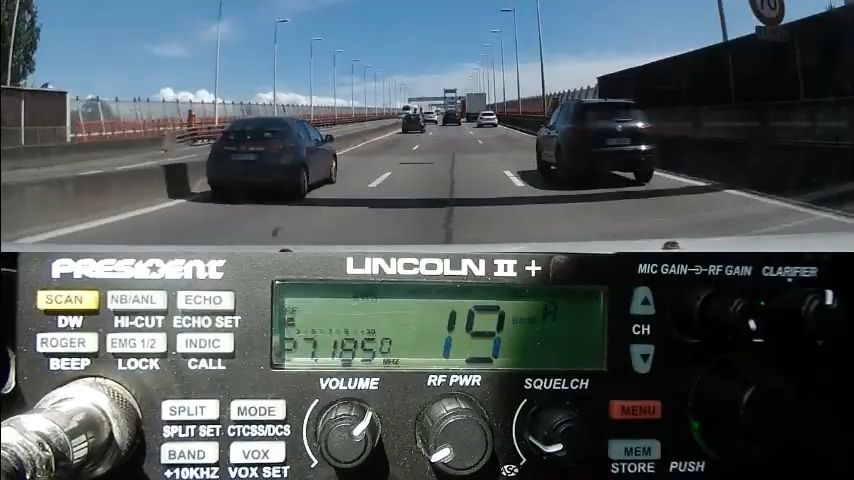 70
PRESIDENT
LINCOLN II +
MIC GAIN RF GAIN CLARIFIER
SCAN NB/ANL ECHO
DW HI-CUT ECHO SET
ROGER EMG 1/2 INDIC
BEEP LOCK CALL
27.1850 MHZ
19
CH
VOLUME RF PWR SQUELCH
SPLIT MODE
SPLIT SET CTCSS/DCS
BAND VOX
+10KHZ VOX SET
ASC
MENU
MEM
STORE PUSH